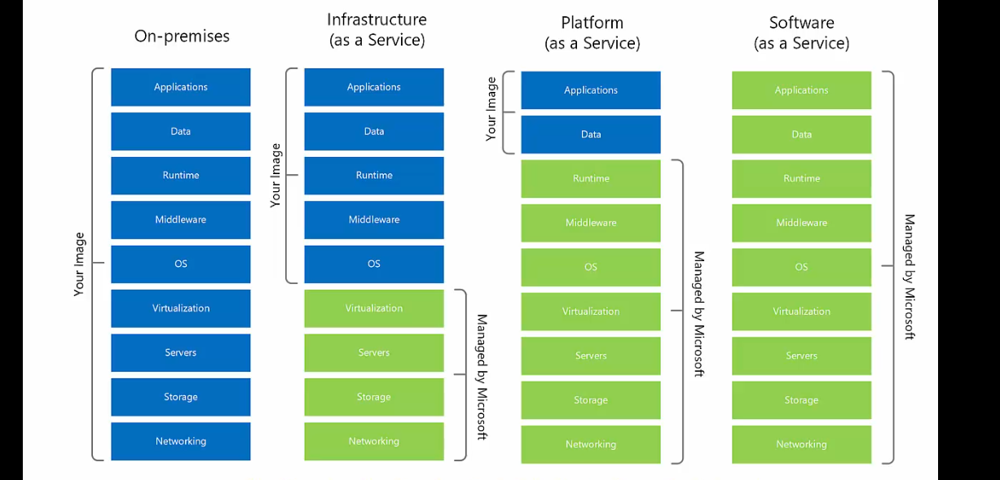 On-premises
Applications
Data
Runtime
Middleware
OS
Virtualization
Servers
Storage
Networking
Your Image
Infrastructure
(as a Service)
Applications
Data
Runtime
Middleware
OS
Virtualization
Servers
Storage
Networking
Your Image
Managed by Microsoft
Platform
(as a Service)
Applications
Data
Runtime
Middleware
OS
Virtualization
Servers
Storage
Networking
Your Image
Managed by Microsoft
Software
(as a Service)
Applications
Data
Runtime
Middleware
OS
Virtualization
Servers
Storage
Networking
Managed by Microsoft